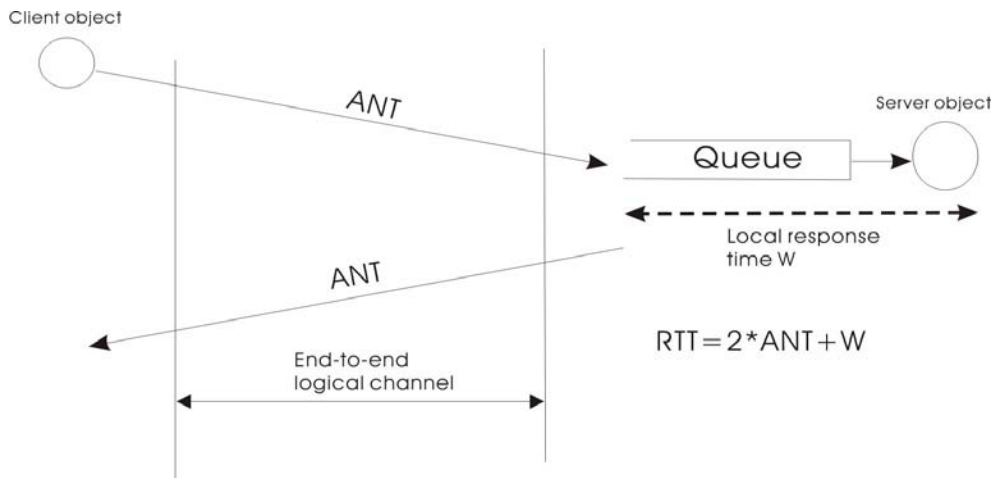 Client object
ANT
Server object
Queue
Local response
time W
ANT
RTT=2*ANT+W
End-to-end
logical channel